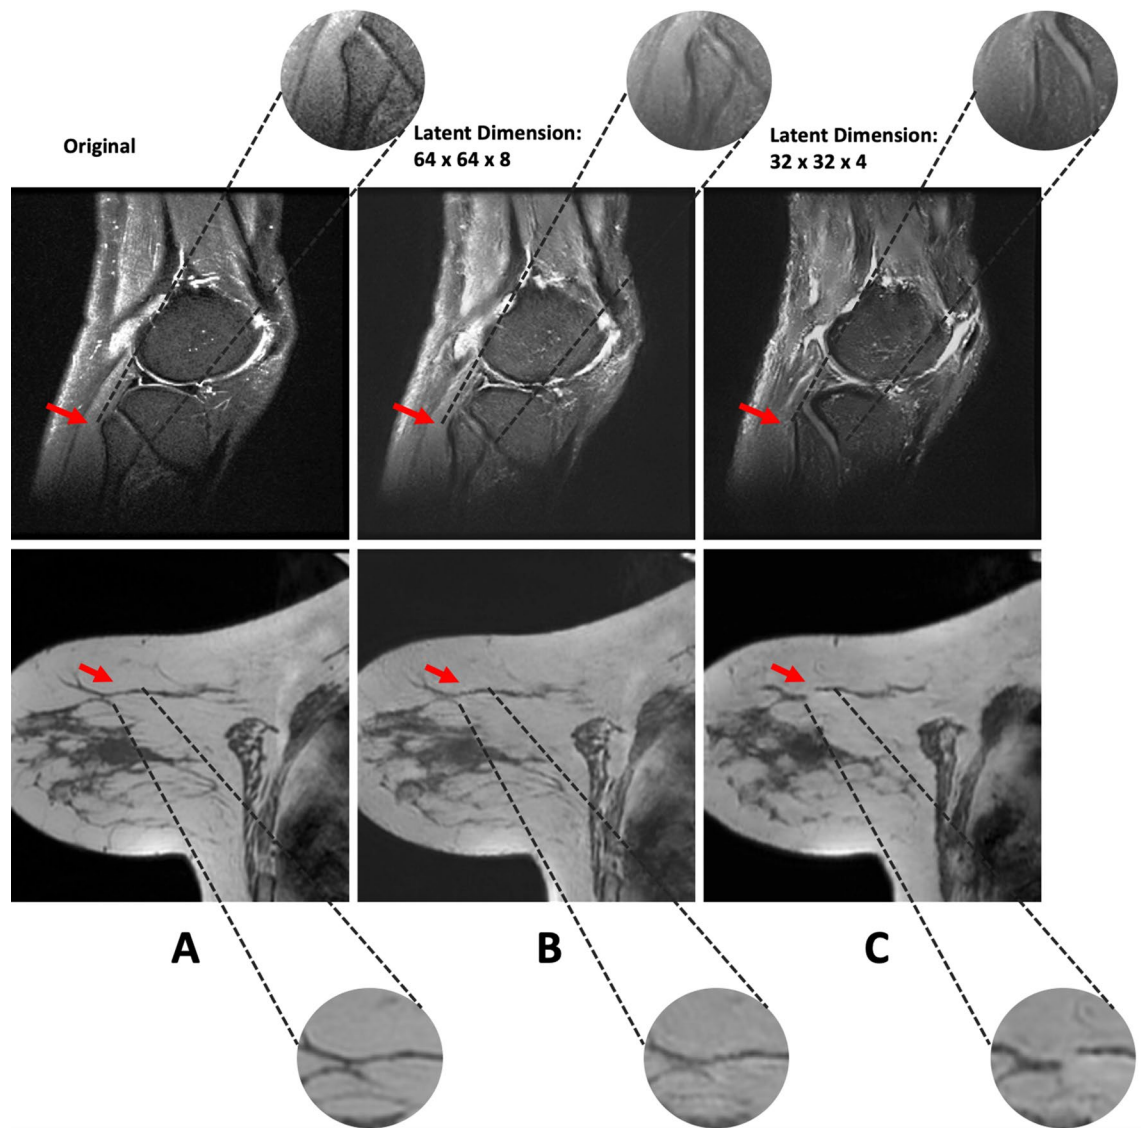 Original
Latent Dimension:
64 x 64 x 8
Latent Dimension:
32 x 32 x 4
A
B
C